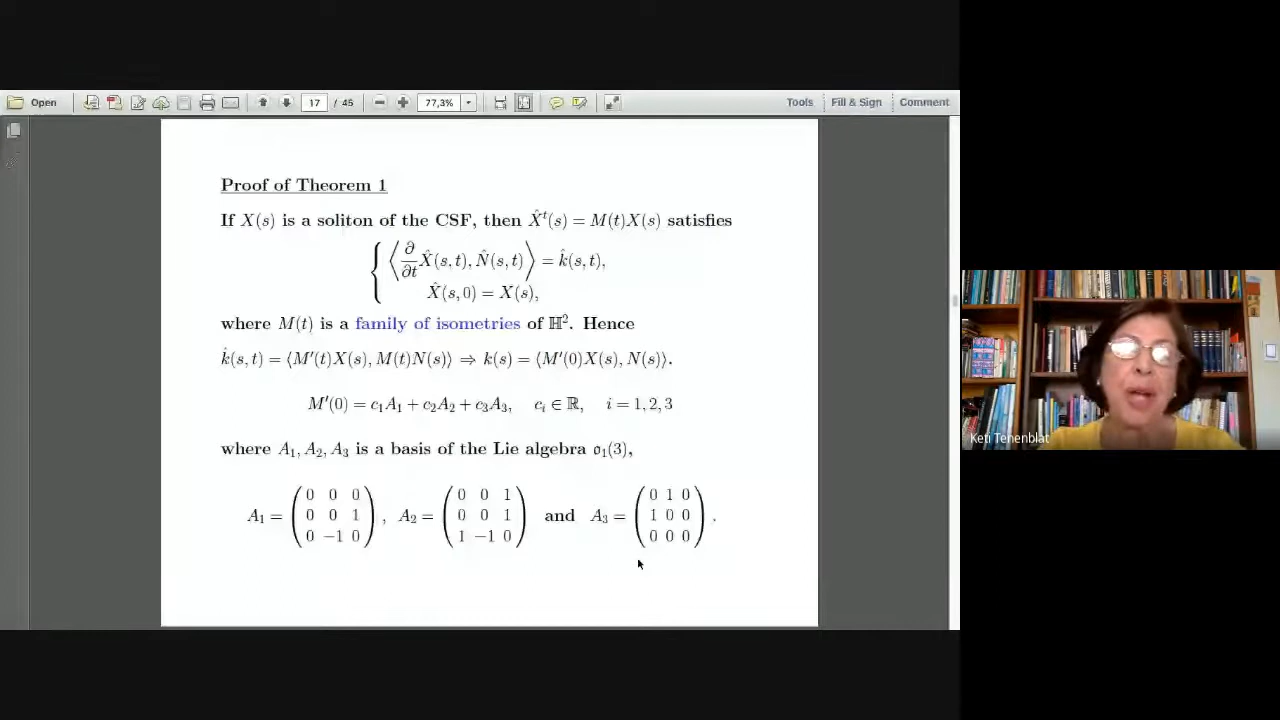 Open 17 / 45 77,3% Tools Fill & Sign Comment
Proof of Theorem 1
If X(s) is a soliton of the CSF, then X̂ᵗ(s) = M(t)X(s) satisfies
{ ⟨ ∂/∂t X̂(s, t), N̂(s, t) ⟩ = k̂(s, t),
X̂(s, 0) = X(s),
where M(t) is a family of isometries of ℍ². Hence
k̂(s, t) = ⟨M′(t)X(s), M(t)N(s)⟩ ⇒ k(s) = ⟨M′(0)X(s), N(s)⟩.
M′(0) = c₁A₁ + c₂A₂ + c₃A₃, cᵢ ∈ ℝ, i = 1, 2, 3
where A₁, A₂, A₃ is a basis of the Lie algebra 𝔬₁(3),
A₁ = ( 0 0 0 ; 0 0 1 ; 0 −1 0 ), A₂ = ( 0 0 1 ; 0 0 1 ; 1 −1 0 ) and A₃ = ( 0 1 0 ; 1 0 0 ; 0 0 0 ).
Keti Tenenblat